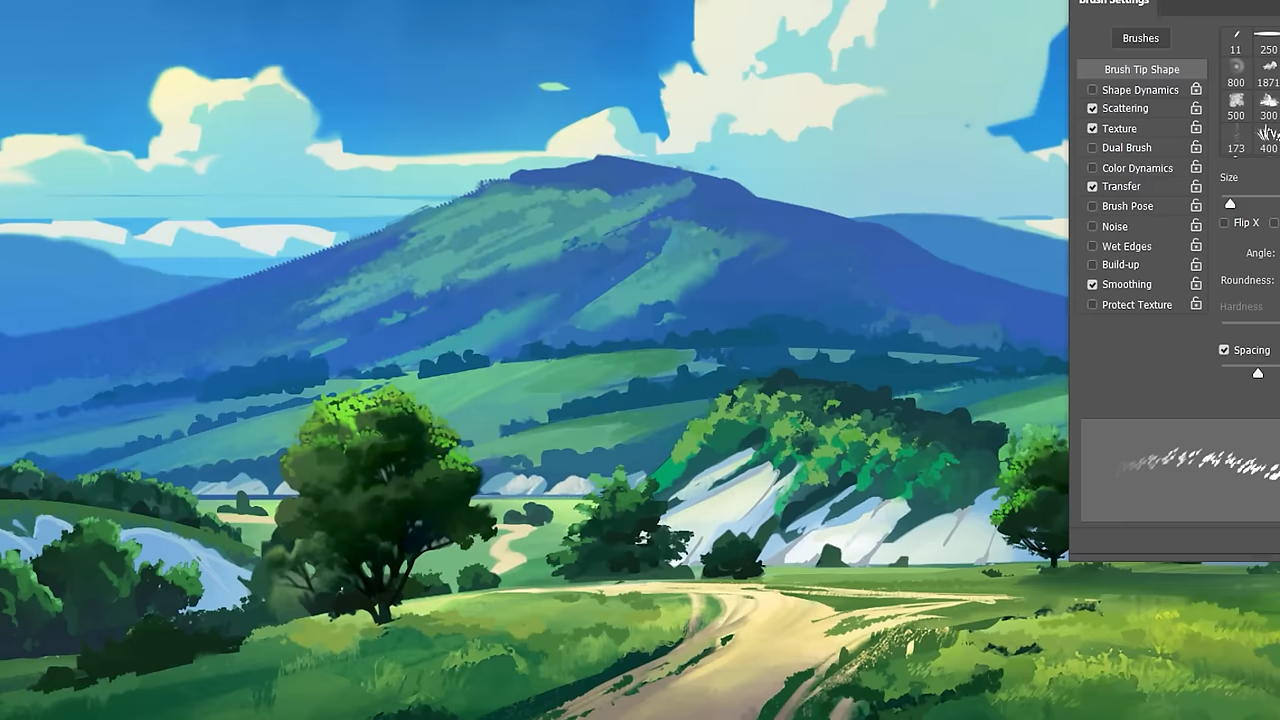 Brush Settings
Brushes
Brush Tip Shape
Shape Dynamics
Scattering
Texture
Dual Brush
Color Dynamics
Transfer
Brush Pose
Noise
Wet Edges
Build-up
Smoothing
Protect Texture
11 250
800 1871
500 300
173 400
Size
Flip X
Angle:
Roundness:
Hardness
Spacing